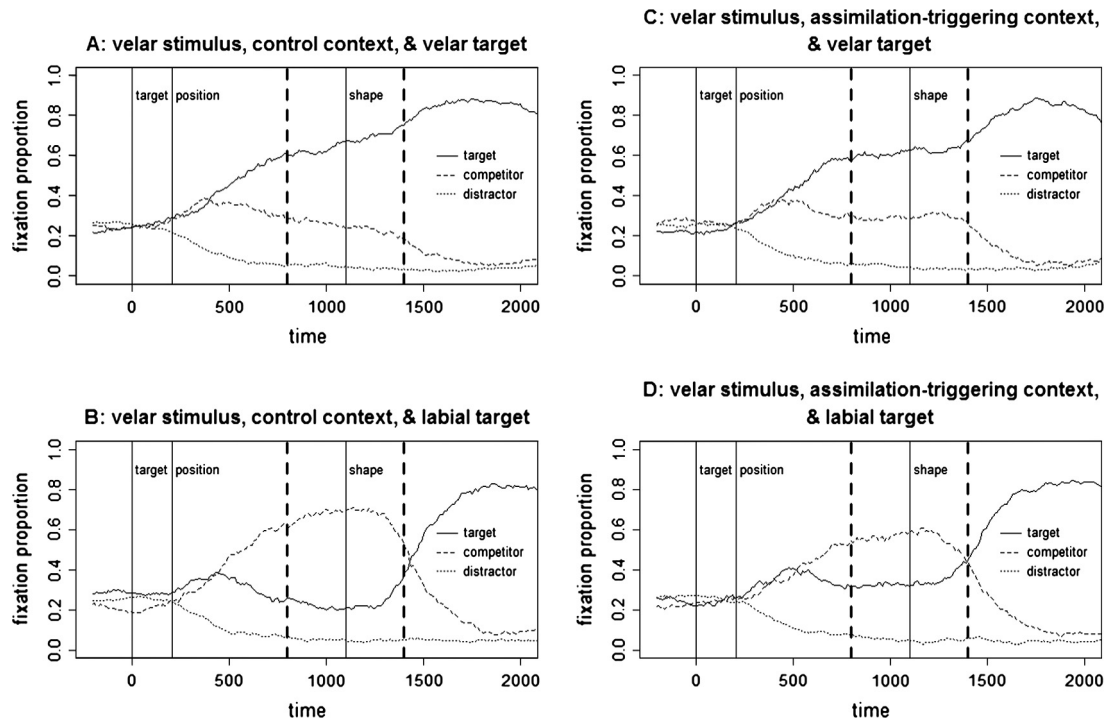 A: velar stimulus, control context, & velar target
fixation proportion
0.0 0.2 0.4 0.6 0.8 1.0
target position shape
target
competitor
distractor
0 500 1000 1500 2000
time
C: velar stimulus, assimilation-triggering context,
& velar target
fixation proportion
0.0 0.2 0.4 0.6 0.8 1.0
target position shape
target
competitor
distractor
0 500 1000 1500 2000
time
B: velar stimulus, control context, & labial target
fixation proportion
0.0 0.2 0.4 0.6 0.8 1.0
target position shape
target
competitor
distractor
0 500 1000 1500 2000
time
D: velar stimulus, assimilation-triggering context,
& labial target
fixation proportion
0.0 0.2 0.4 0.6 0.8 1.0
target position shape
target
competitor
distractor
0 500 1000 1500 2000
time